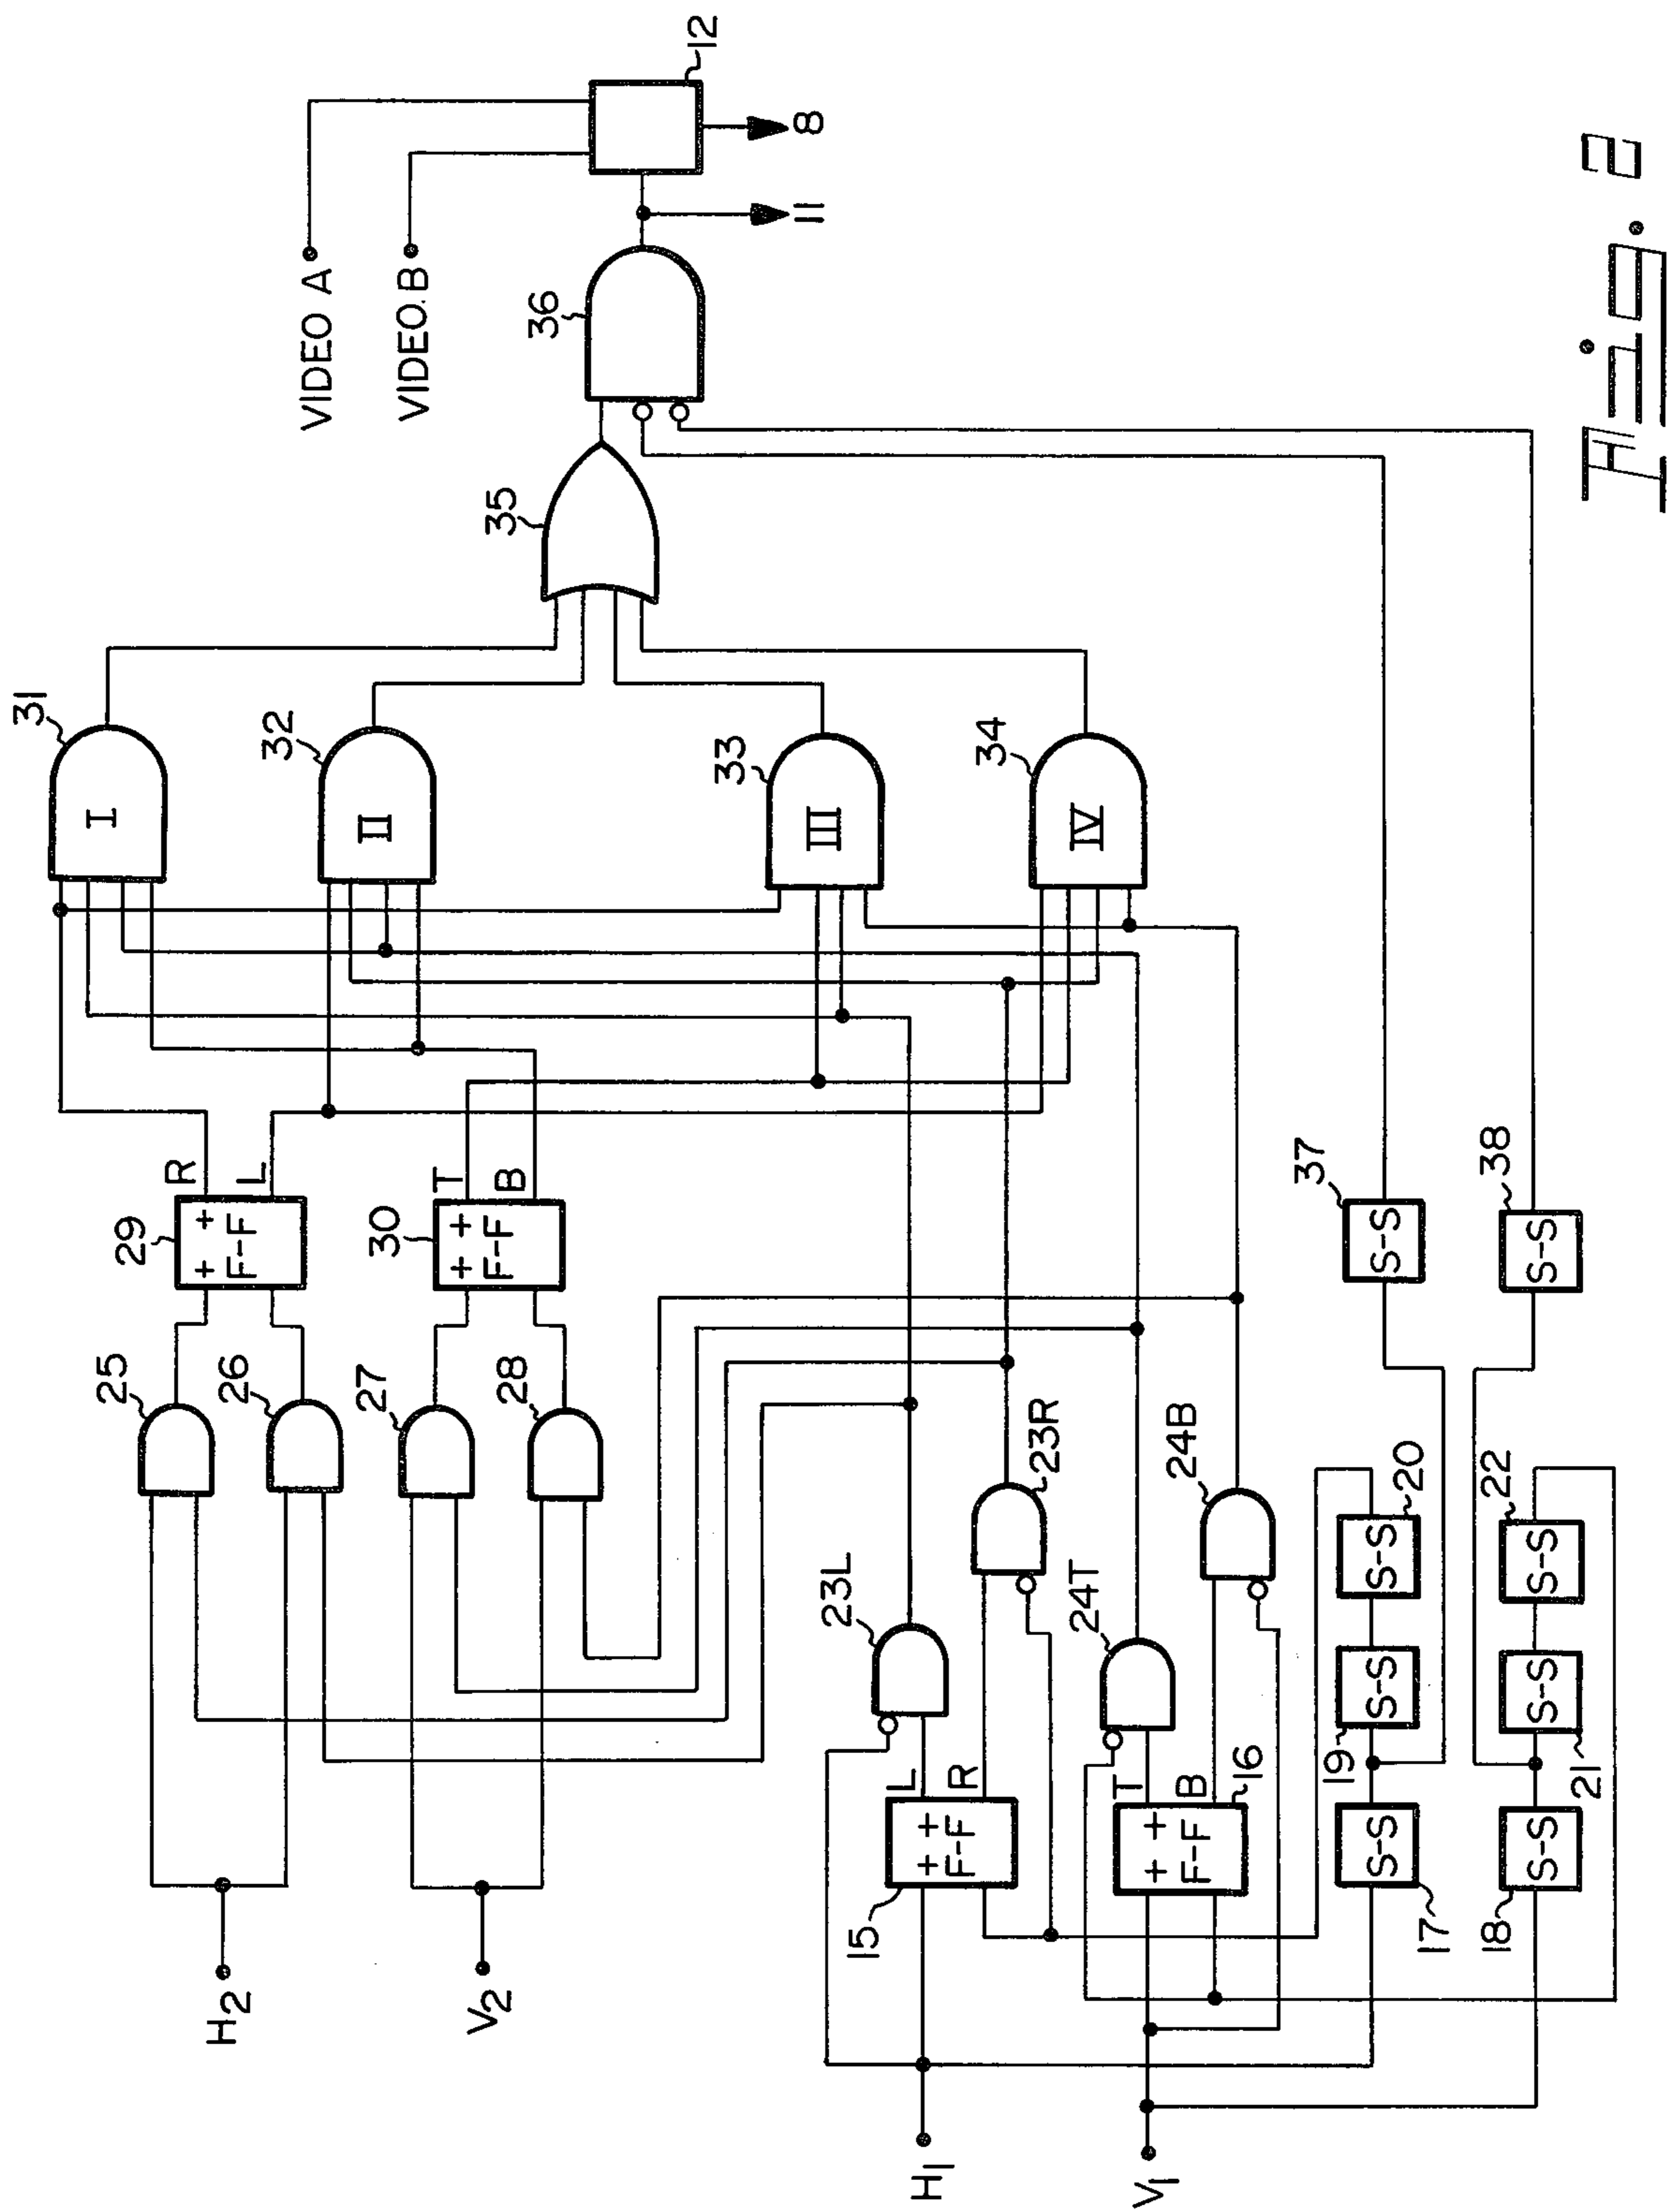 VIDEO A
VIDEO.B
12
8
11
36
35
31
I
32
II
33
III
34
IV
R
L
29
+ +
F-F
T
B
30
+ +
F-F
25
26
27
28
H2
V2
23L
23R
24T
24B
L
R
15
+ +
F-F
T
B
16
+ +
F-F
H1
V1
37
S-S
38
S-S
17
S-S
19
S-S
20
S-S
18
S-S
21
S-S
22
S-S
Fig. 2